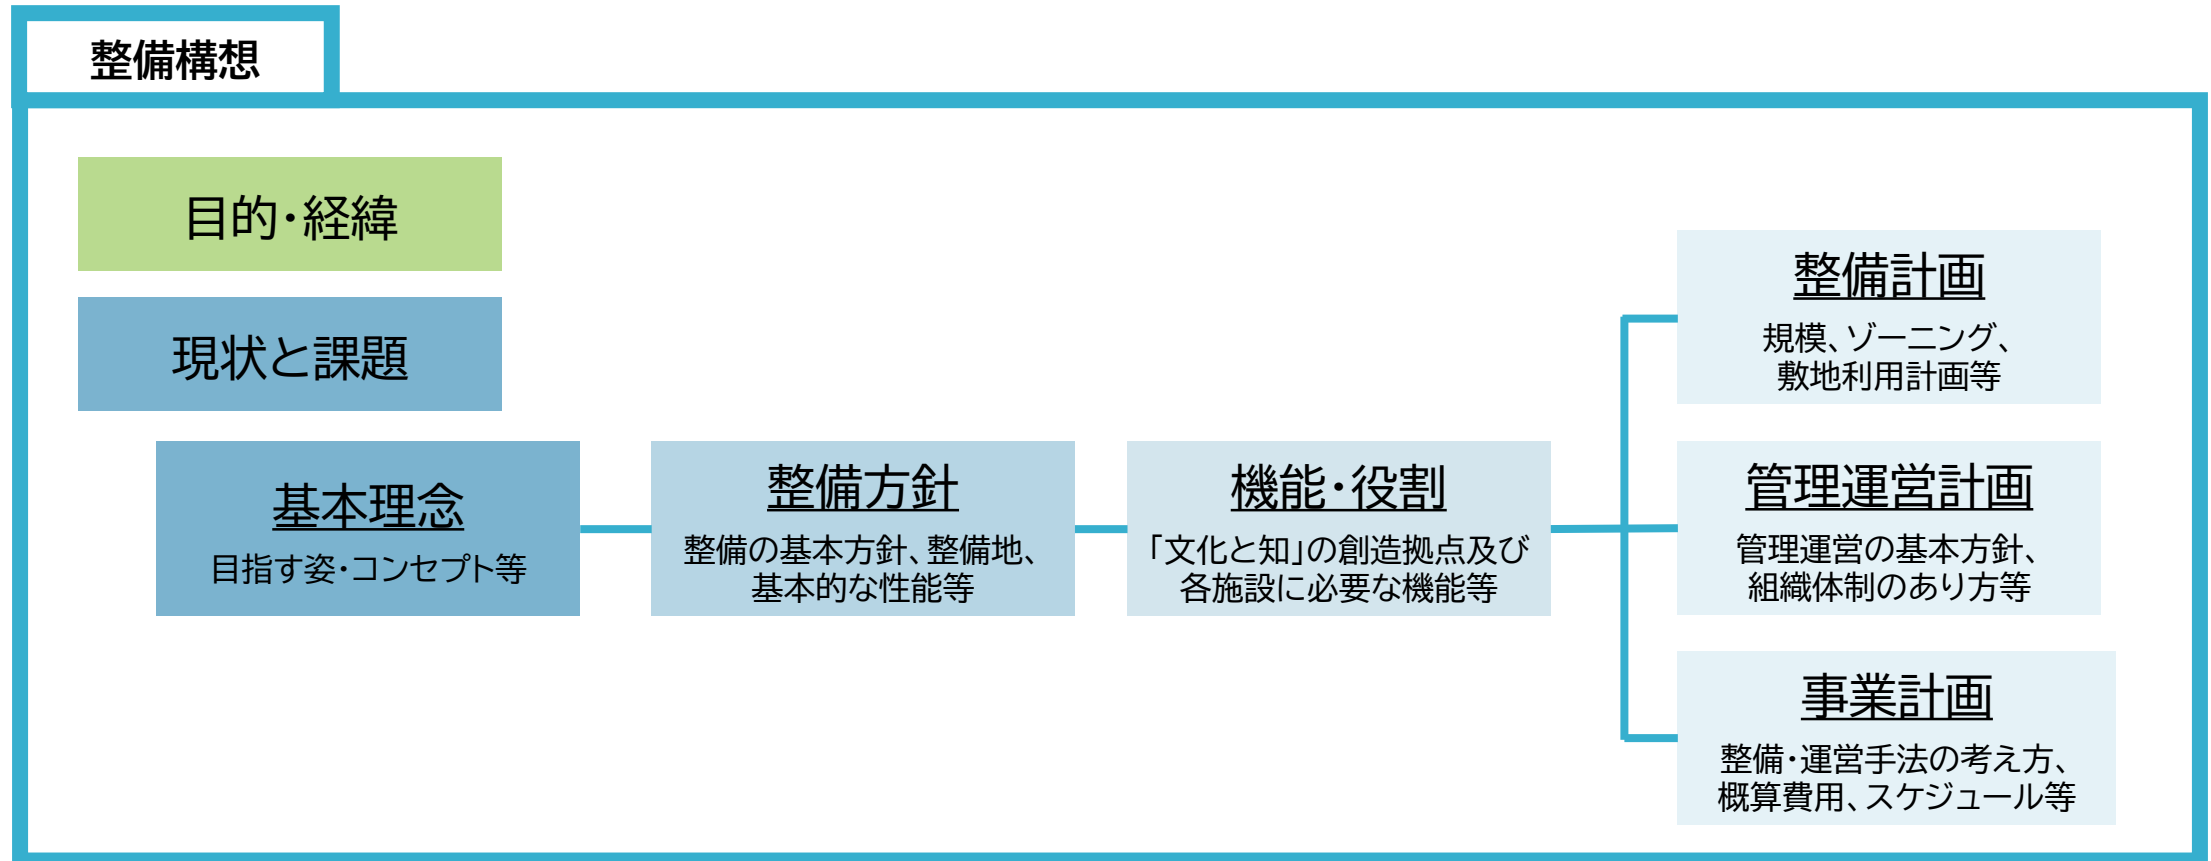 整備構想
目的・経緯
現状と課題
基本理念
目指す姿・コンセプト等
整備方針
整備の基本方針、整備地、
基本的な性能等
機能・役割
「文化と知」の創造拠点及び
各施設に必要な機能等
整備計画
規模、ゾーニング、
敷地利用計画等
管理運営計画
管理運営の基本方針、
組織体制のあり方等
事業計画
整備・運営手法の考え方、
概算費用、スケジュール等